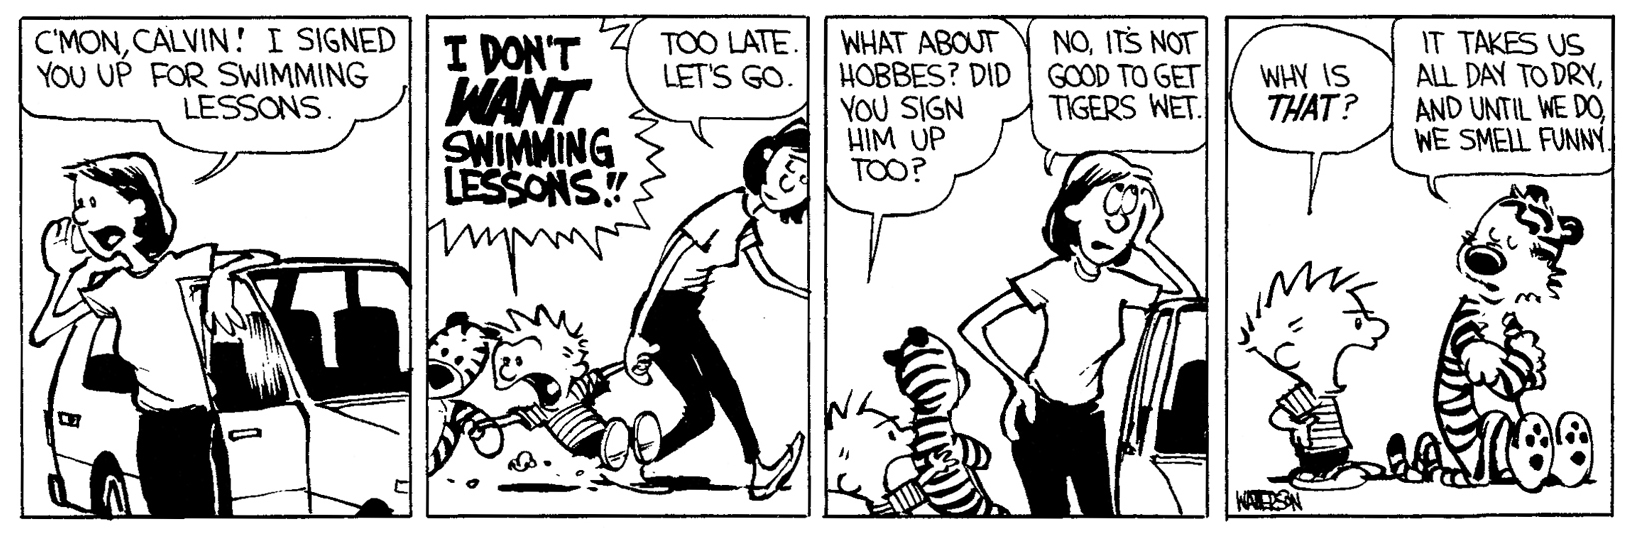 C'MON, CALVIN! I SIGNED
YOU UP FOR SWIMMING
LESSONS.
I DON'T
WANT
SWIMMING
LESSONS!!
TOO LATE.
LET'S GO.
WHAT ABOUT
HOBBES? DID
YOU SIGN
HIM UP
TOO?
NO, IT'S NOT
GOOD TO GET
TIGERS WET.
WHY IS
THAT?
IT TAKES US
ALL DAY TO DRY,
AND UNTIL WE DO,
WE SMELL FUNNY.
WATTERSON